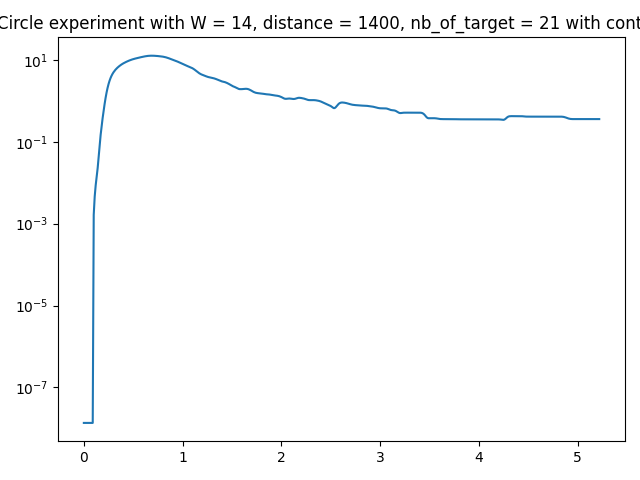 Circle experiment with W = 14, distance = 1400, nb_of_target = 21 with cont
10¹
10⁻¹
10⁻³
10⁻⁵
10⁻⁷
0 1 2 3 4 5